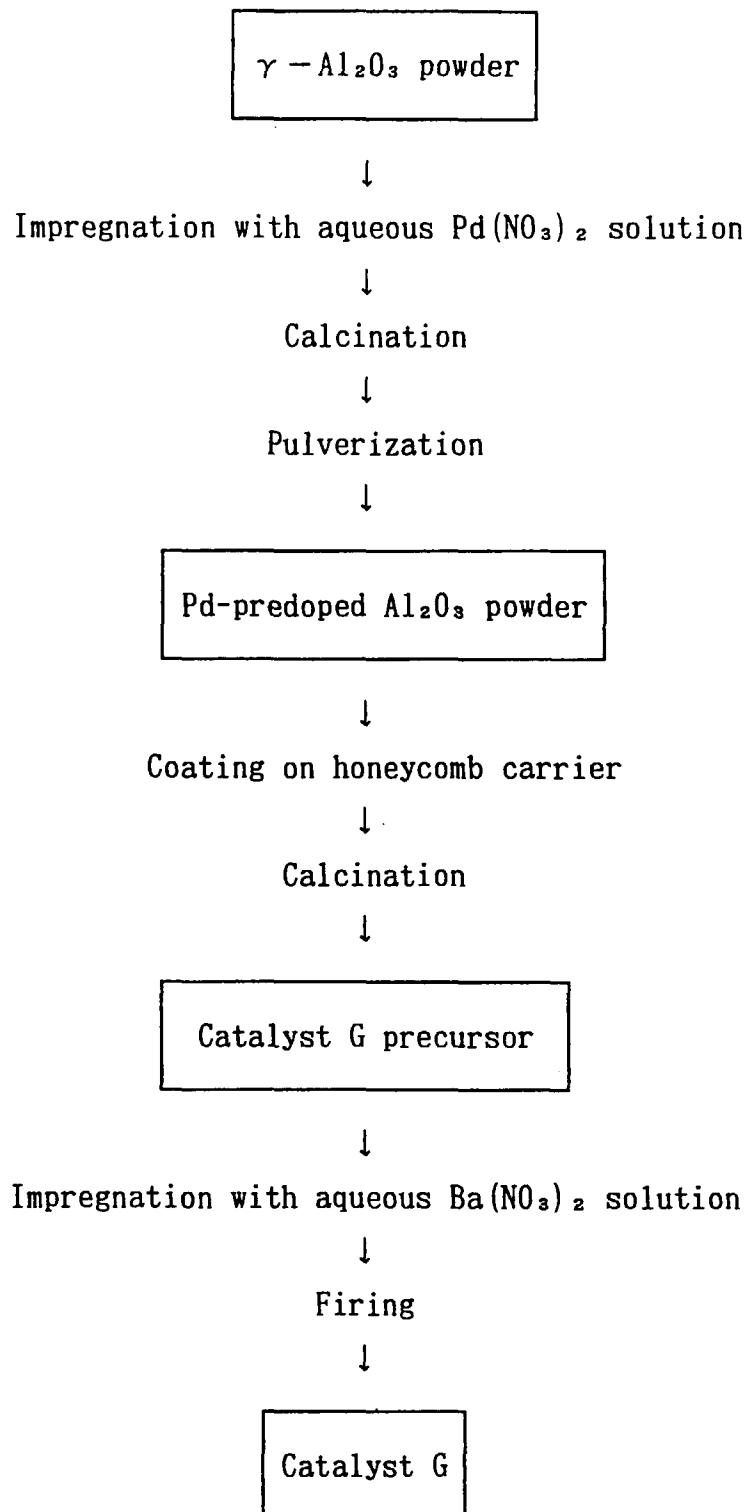 γ－Al₂O₃ powder
↓
Impregnation with aqueous Pd(NO₃)₂ solution
↓
Calcination
↓
Pulverization
↓
Pd-predoped Al₂O₃ powder
↓
Coating on honeycomb carrier
↓
Calcination
↓
Catalyst G precursor
↓
Impregnation with aqueous Ba(NO₃)₂ solution
↓
Firing
↓
Catalyst G